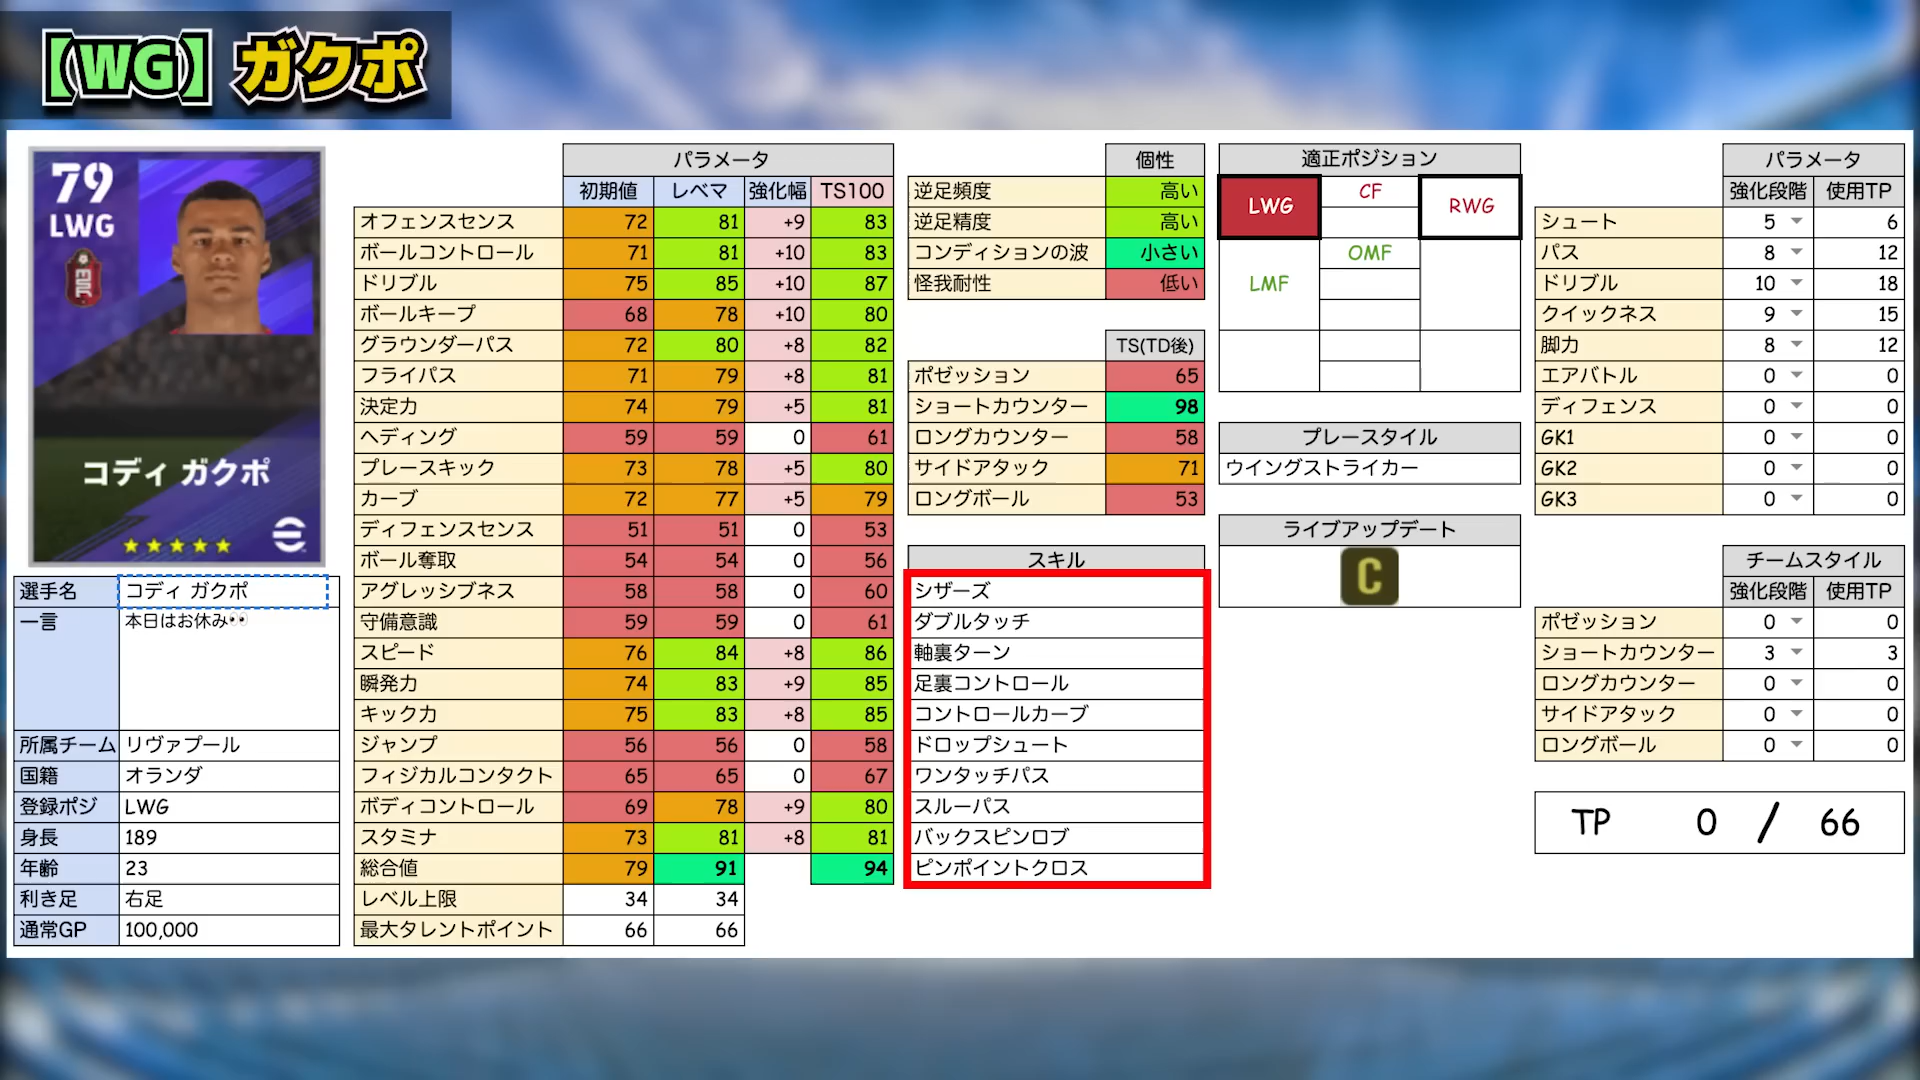 【WG】 ガクポ
79
LWG
コディ ガクポ
選手名 コディ ガクポ
一言 本日はお休み👀
所属チーム リヴァプール
国籍 オランダ
登録ポジ LWG
身長 189
年齢 23
利き足 右足
通常GP 100,000
パラメータ
初期値 レベマ 強化幅 TS100
オフェンスセンス 72 81 +9 83
ボールコントロール 71 81 +10 83
ドリブル 75 85 +10 87
ボールキープ 68 78 +10 80
グラウンダーパス 72 80 +8 82
フライパス 71 79 +8 81
決定力 74 79 +5 81
ヘディング 59 59 0 61
プレースキック 73 78 +5 80
カーブ 72 77 +5 79
ディフェンスセンス 51 51 0 53
ボール奪取 54 54 0 56
アグレッシブネス 58 58 0 60
守備意識 59 59 0 61
スピード 76 84 +8 86
瞬発力 74 83 +9 85
キック力 75 83 +8 85
ジャンプ 56 56 0 58
フィジカルコンタクト 65 65 0 67
ボディコントロール 69 78 +9 80
スタミナ 73 81 +8 81
総合値 79 91 94
レベル上限 34 34
最大タレントポイント 66 66
個性
逆足頻度 高い
逆足精度 高い
コンディションの波 小さい
怪我耐性 低い
TS(TD後)
ポゼッション 65
ショートカウンター 98
ロングカウンター 58
サイドアタック 71
ロングボール 53
スキル
シザーズ
ダブルタッチ
軸裏ターン
足裏コントロール
コントロールカーブ
ドロップシュート
ワンタッチパス
スルーパス
バックスピンロブ
ピンポイントクロス
適正ポジション
LWG CF RWG
OMF
LMF
プレースタイル
ウイングストライカー
ライブアップデート
C
パラメータ
強化段階 使用TP
シュート 5 6
パス 8 12
ドリブル 10 18
クイックネス 9 15
脚力 8 12
エアバトル 0 0
ディフェンス 0 0
GK1 0 0
GK2 0 0
GK3 0 0
チームスタイル
強化段階 使用TP
ポゼッション 0 0
ショートカウンター 3 3
ロングカウンター 0 0
サイドアタック 0 0
ロングボール 0 0
TP 0 / 66